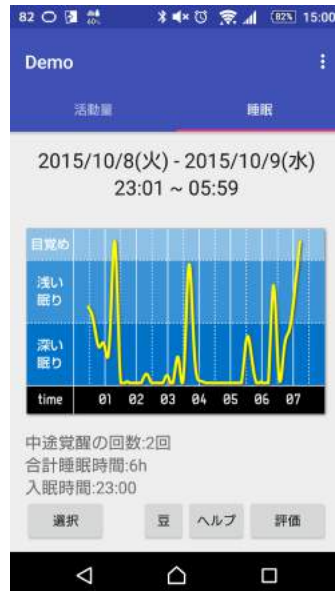 82 60% 82% 15:00
Demo
活動量 睡眠
2015/10/8(火) - 2015/10/9(水)
23:01 ~ 05:59
目覚め
浅い
眠り
深い
眠り
time 01 02 03 04 05 06 07
中途覚醒の回数:2回
合計睡眠時間:6h
入眠時間:23:00
選択 豆 ヘルプ 評価